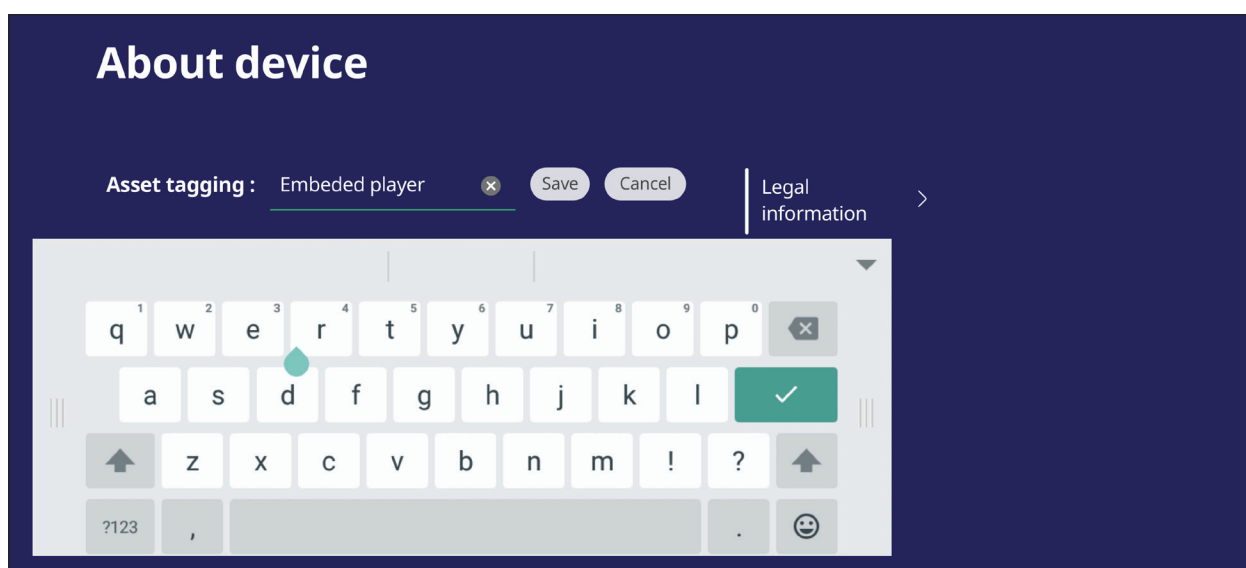 About device
Asset tagging : Embeded player Save Cancel
Legal
information
1 2 3 4 5 6 7 8 9 0
q w e r t y u i o p
a s d f g h j k l
z x c v b n m ! ?
?123 , .